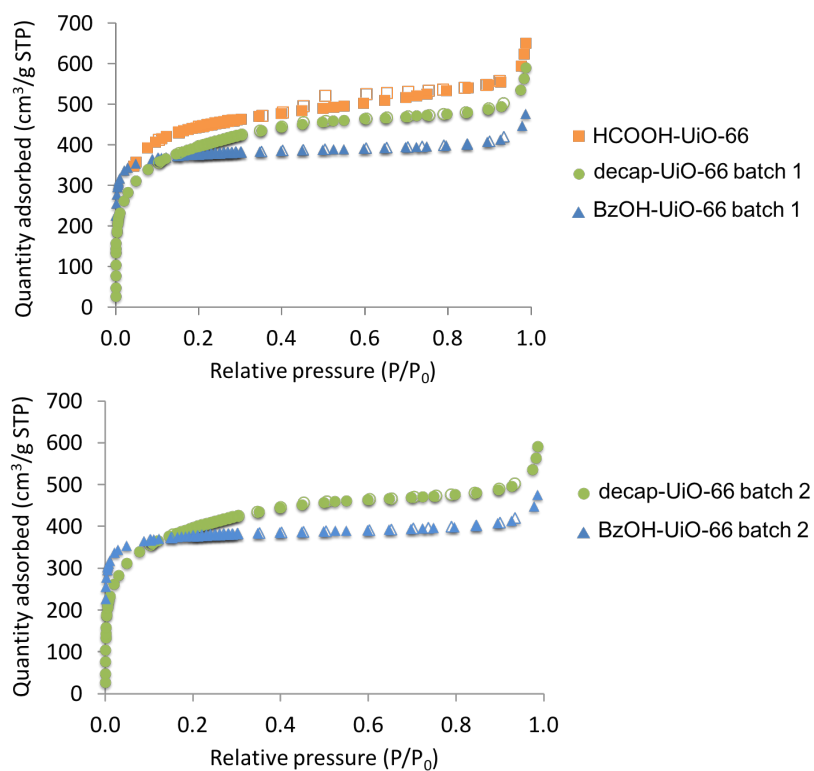 700
600
500
400
300
200
100
0
Quantity adsorbed (cm³/g STP)
0.0 0.2 0.4 0.6 0.8 1.0
Relative pressure (P/P₀)
HCOOH-UiO-66
decap-UiO-66 batch 1
BzOH-UiO-66 batch 1
700
600
500
400
300
200
100
0
Quantity adsorbed (cm³/g STP)
0.0 0.2 0.4 0.6 0.8 1.0
Relative pressure (P/P₀)
decap-UiO-66 batch 2
BzOH-UiO-66 batch 2